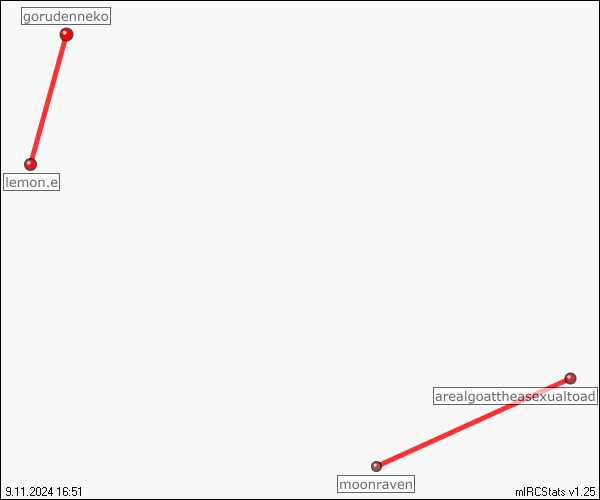 gorudenneko
lemon.e
arealgoattheasexualtoad
moonraven
9.11.2024 16:51
mIRCStats v1.25